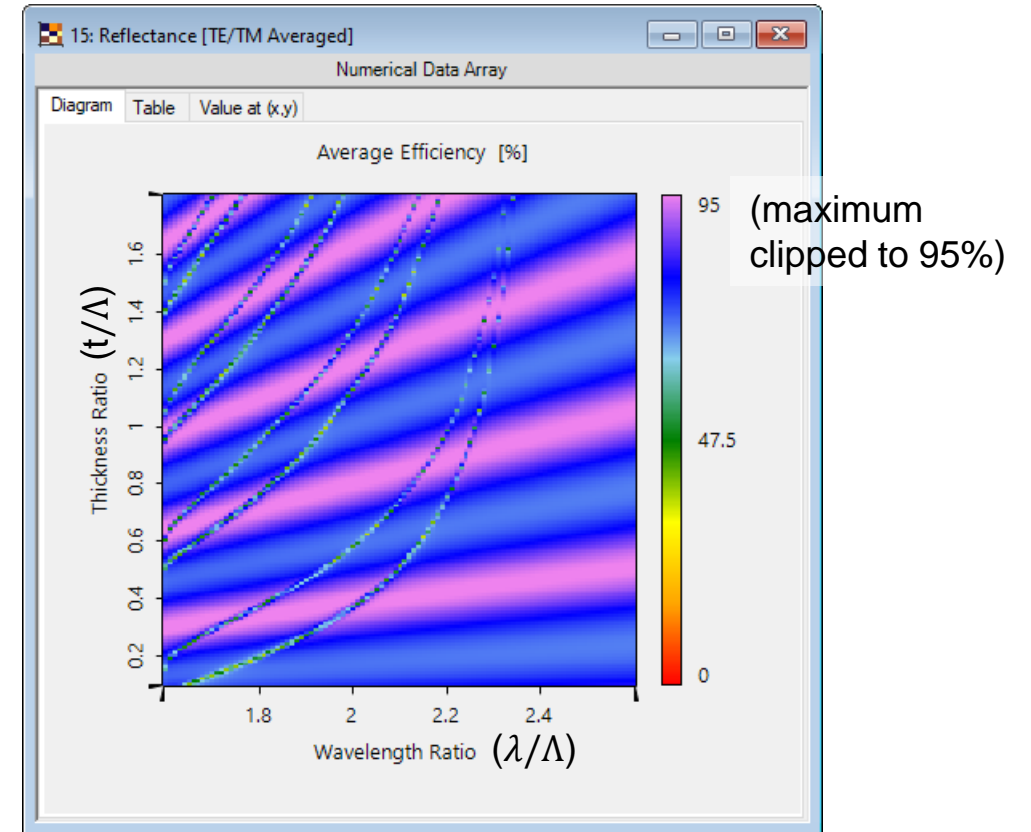 15: Reflectance [TE/TM Averaged]
Numerical Data Array
Diagram Table Value at (x,y)
Average Efficiency [%]
95
(maximum
clipped to 95%)
47.5
0
Thickness Ratio (t/Λ)
1.6
1.4
1.2
1
0.8
0.6
0.4
0.2
1.8 2 2.2 2.4
Wavelength Ratio (λ/Λ)